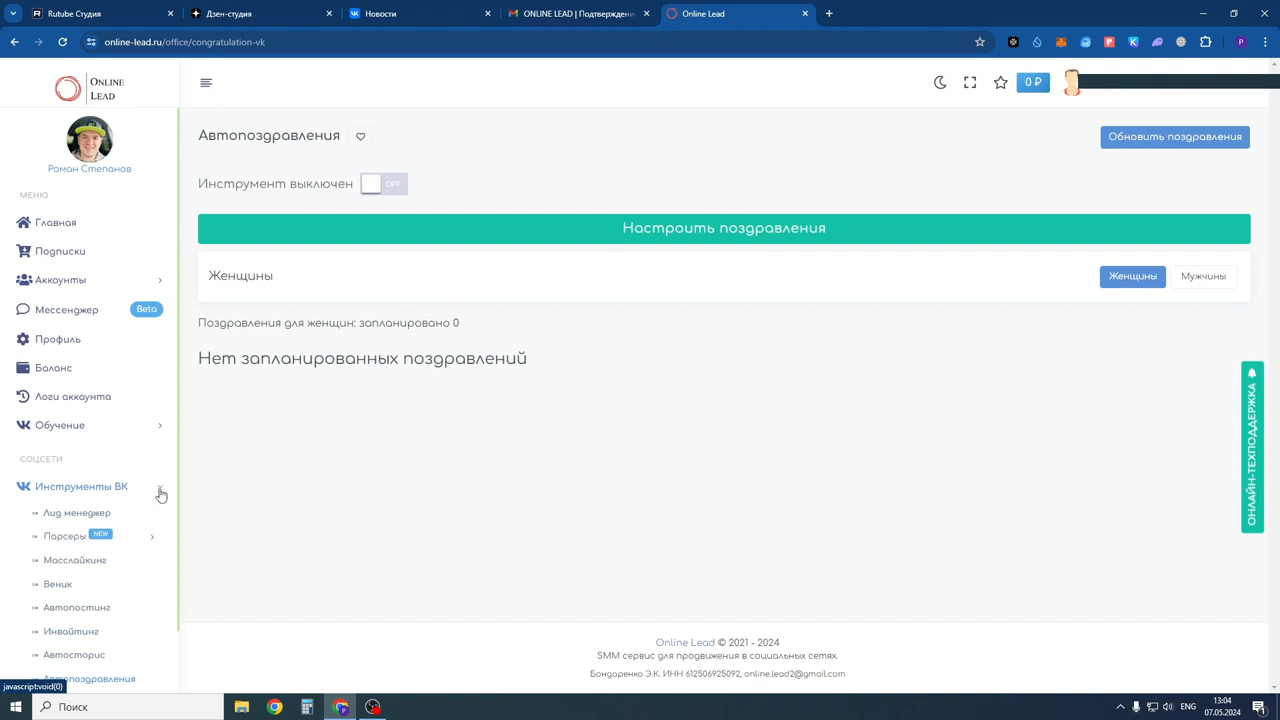 Rutube Студия
Дзен-студия
Новости
ONLINE LEAD | Подтвержден
Online Lead
online-lead.ru/office/congratulation-vk
ONLINE
LEAD
0 ₽
Роман Степанов
МЕНЮ
Главная
Подписки
Аккаунты
Мессенджер Beta
Профиль
Баланс
Логи аккаунта
Обучение
СОЦСЕТИ
Инструменты ВК
Лид менеджер
Парсеры NEW
Масслайкинг
Веник
Автопостинг
Инвайтинг
Автосторис
Автопоздравления
Автопоздравления
Обновить поздравления
Инструмент выключен OFF
Настроить поздравления
Женщины
Женщины Мужчины
Поздравления для женщин: запланировано 0
Нет запланированных поздравлений
ОНЛАЙН-ТЕХПОДДЕРЖКА
Online Lead © 2021 - 2024
SMM сервис для продвижения в социальных сетях.
Бондаренко Э.К. ИНН 612506925092, online.lead2@gmail.com
javascript:void(0)
Поиск
13:04
07.05.2024